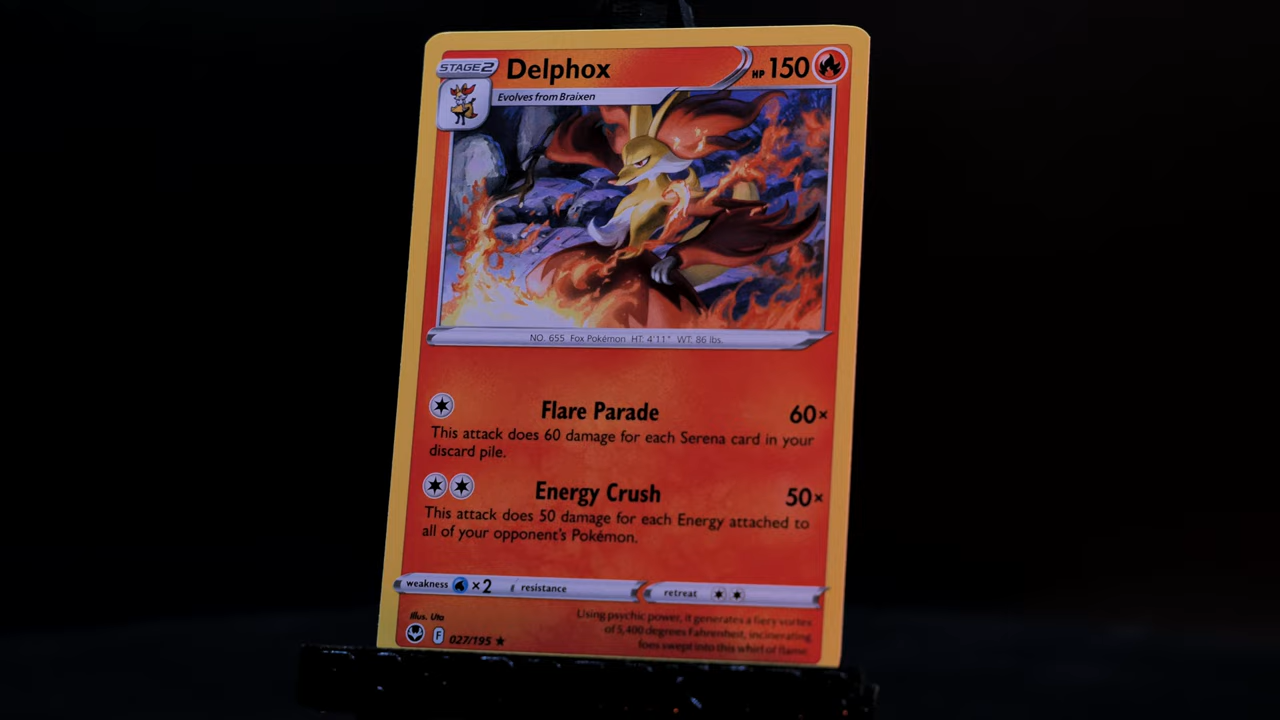 STAGE2 Delphox HP 150
Evolves from Braixen
NO. 655 Fox Pokémon HT. 4'11" WT. 86 lbs.
Flare Parade 60×
This attack does 60 damage for each Serena card in your
discard pile.
Energy Crush 50×
This attack does 50 damage for each Energy attached to
all of your opponent's Pokémon.
weakness ×2 resistance retreat
Illus. Uta
F 027/195 ★
Using psychic power, it generates a fiery vortex
of 5,400 degrees Fahrenheit, incinerating
foes swept into this whirl of flame.